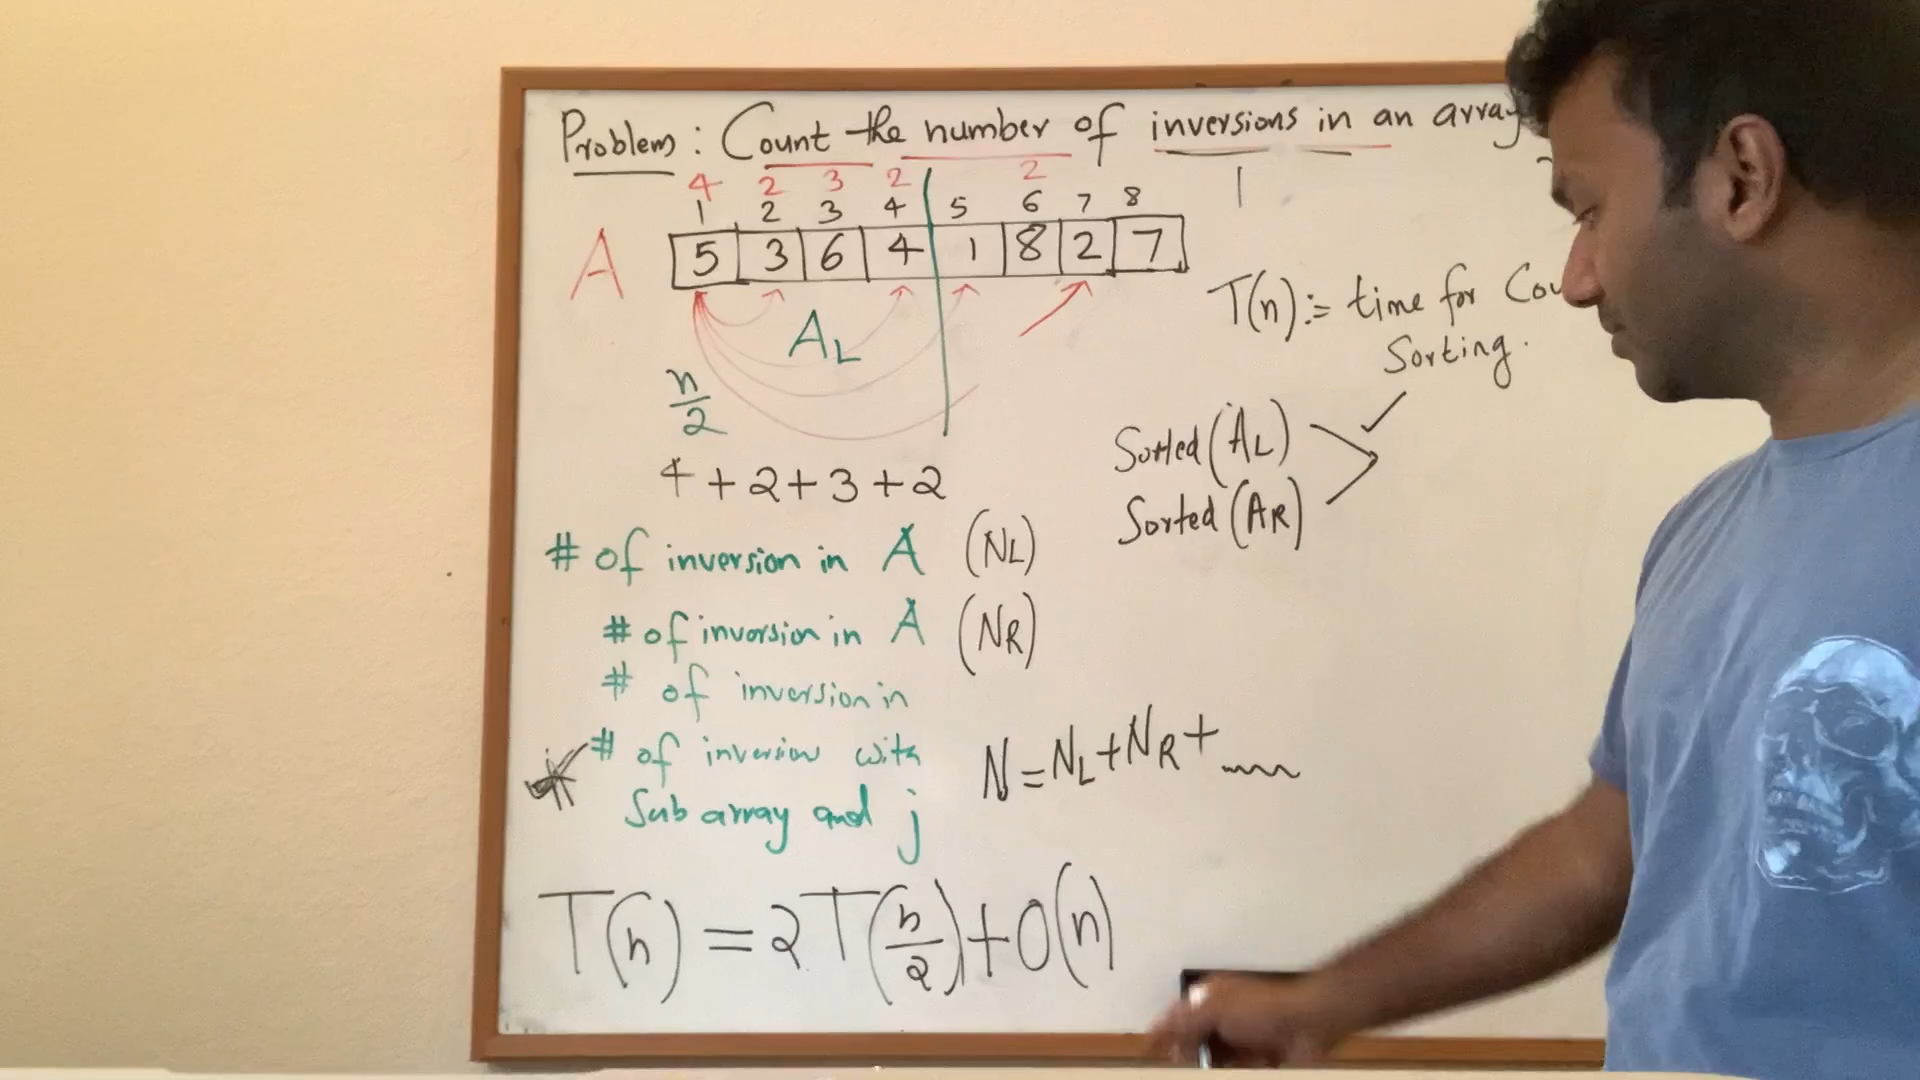 Problem: Count the number of inversions in an array
4 2 3 2 2
1 2 3 4 5 6 7 8
A 5 3 6 4 1 8 2 7
T(n):= time for Cou
Sorting.
AL
n/2
Sorted (AL)
Sorted (AR)
4+2+3+2
# of inversion in A (NL)
# of inversion in A (NR)
# of inversion in
# of inversion with
Sub array and j
N=NL+NR+
T(n) = 2T(n/2)+O(n)